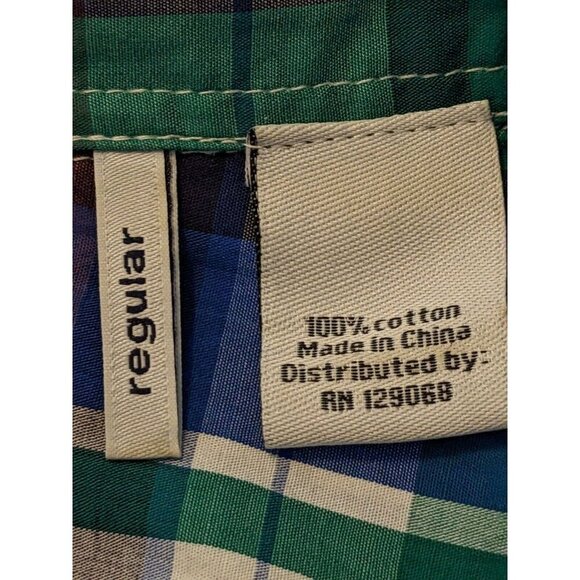 regular
100% cotton
Made in China
Distributed by:
RN 129068